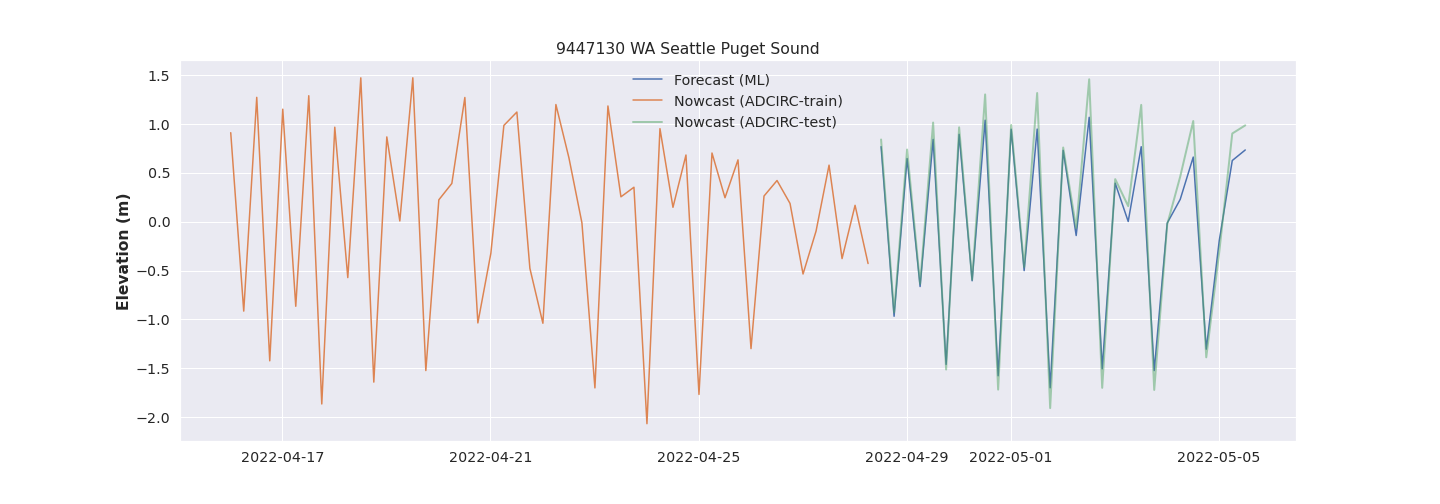 9447130 WA Seattle Puget Sound
Elevation (m)
1.5
1.0
0.5
0.0
−0.5
−1.0
−1.5
−2.0
Forecast (ML)
Nowcast (ADCIRC-train)
Nowcast (ADCIRC-test)
2022-04-17 2022-04-21 2022-04-25 2022-04-29 2022-05-01 2022-05-05